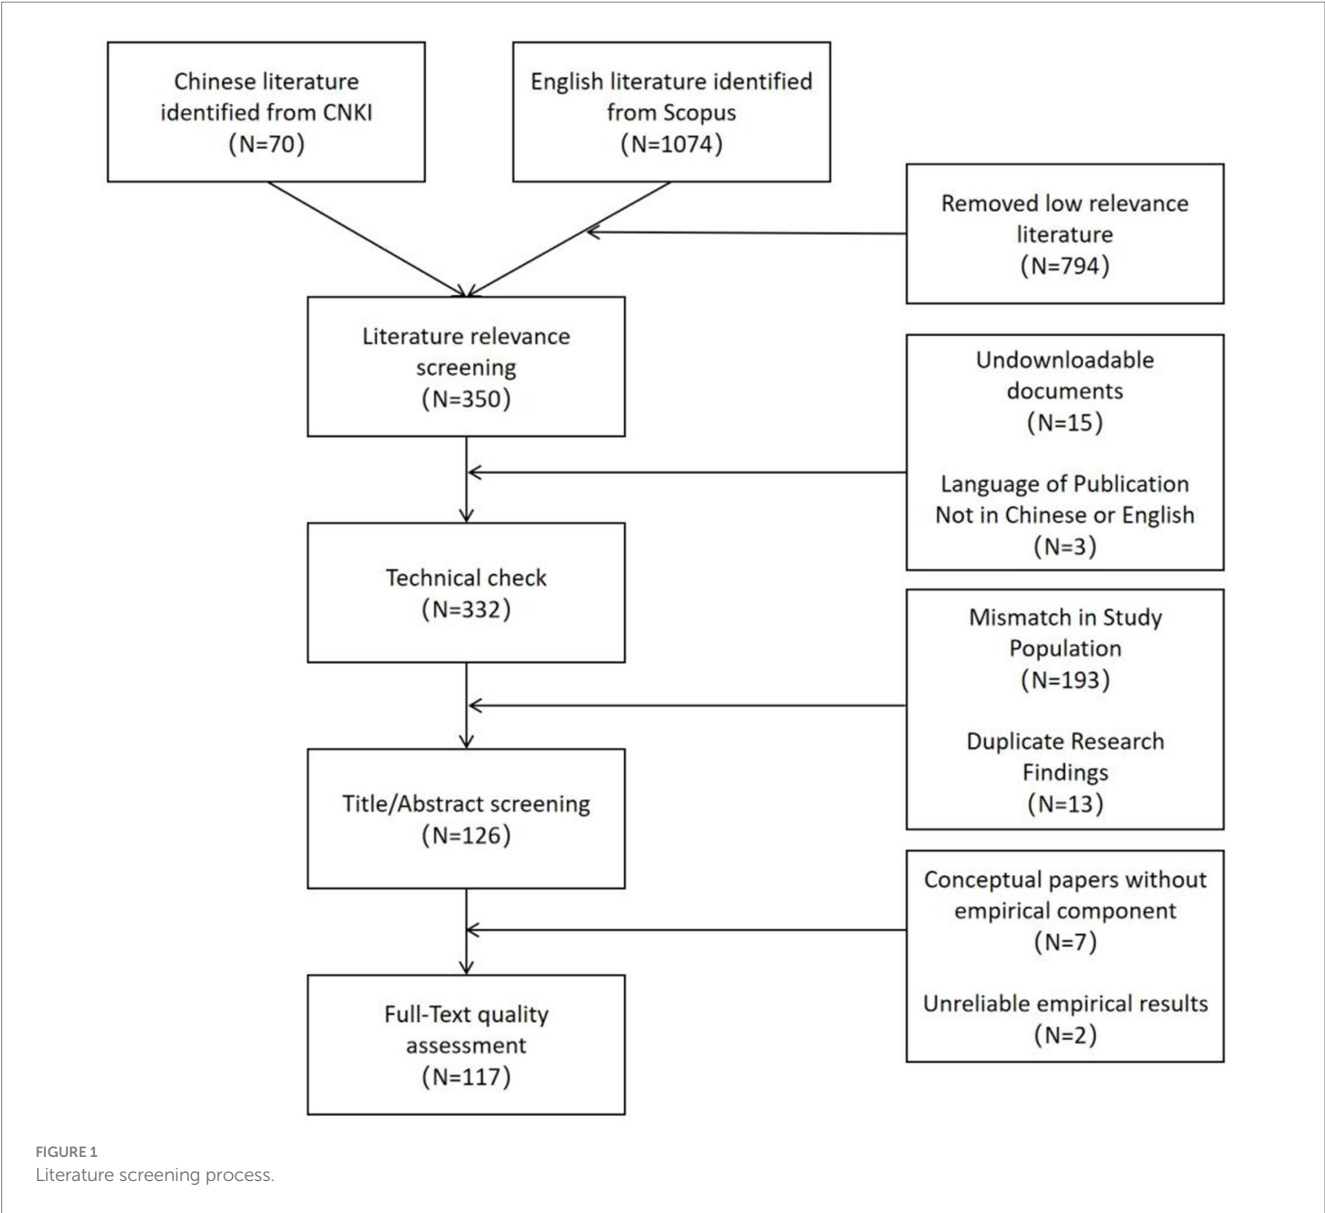 Chinese literature
identified from CNKI
(N=70)
English literature identified
from Scopus
(N=1074)
Removed low relevance
literature
(N=794)
Literature relevance
screening
(N=350)
Undownloadable
documents
(N=15)
Language of Publication
Not in Chinese or English
(N=3)
Technical check
(N=332)
Mismatch in Study
Population
(N=193)
Duplicate Research
Findings
(N=13)
Title/Abstract screening
(N=126)
Conceptual papers without
empirical component
(N=7)
Unreliable empirical results
(N=2)
Full-Text quality
assessment
(N=117)
FIGURE 1
Literature screening process.